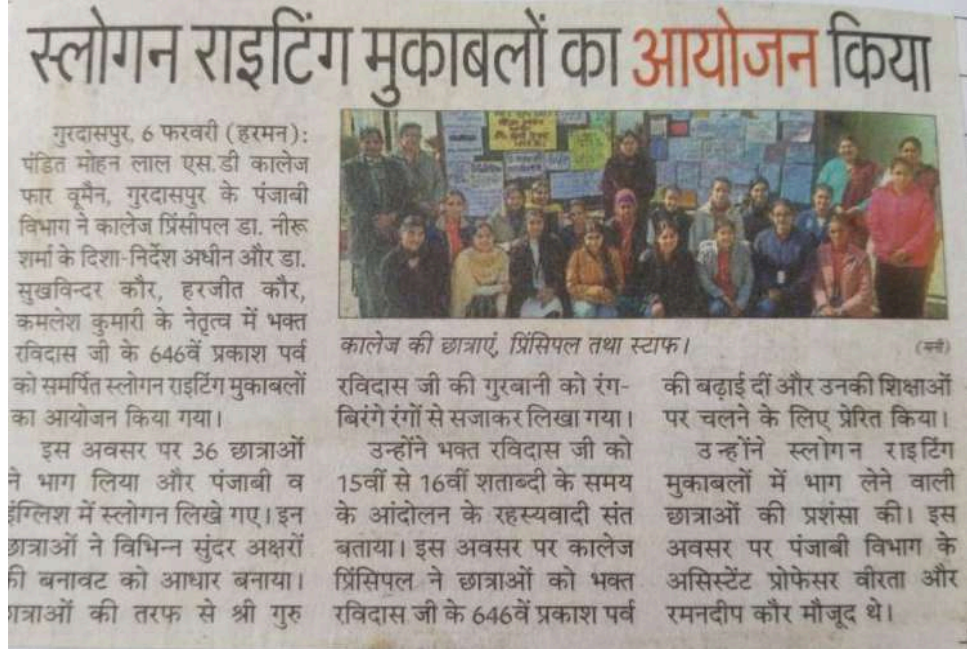 स्लोगन राइटिंग मुकाबलों का आयोजन किया
गुरदासपुर, 6 फरवरी (हरमन):
पंडित मोहन लाल एस.डी कालेज
फार वूमैन, गुरदासपुर के पंजाबी
विभाग ने कालेज प्रिंसीपल डा. नीरू
शर्मा के दिशा-निर्देश अधीन और डा.
सुखविन्दर कौर, हरजीत कौर,
कमलेश कुमारी के नेतृत्व में भक्त
रविदास जी के 646वें प्रकाश पर्व
को समर्पित स्लोगन राइटिंग मुकाबलों
का आयोजन किया गया।
इस अवसर पर 36 छात्राओं
ने भाग लिया और पंजाबी व
इंग्लिश में स्लोगन लिखे गए। इन
छात्राओं ने विभिन्न सुंदर अक्षरों
की बनावट को आधार बनाया।
छात्राओं की तरफ से श्री गुरु
कालेज की छात्राएं, प्रिंसिपल तथा स्टाफ।
रविदास जी की गुरबानी को रंग-
बिरंगे रंगों से सजाकर लिखा गया।
उन्होंने भक्त रविदास जी को
15वीं से 16वीं शताब्दी के समय
के आंदोलन के रहस्यवादी संत
बताया। इस अवसर पर कालेज
प्रिंसिपल ने छात्राओं को भक्त
रविदास जी के 646वें प्रकाश पर्व
की बढ़ाई दीं और उनकी शिक्षाओं
पर चलने के लिए प्रेरित किया।
उन्होंने स्लोगन राइटिंग
मुकाबलों में भाग लेने वाली
छात्राओं की प्रशंसा की। इस
अवसर पर पंजाबी विभाग के
असिस्टेंट प्रोफेसर वीरता और
रमनदीप कौर मौजूद थे।